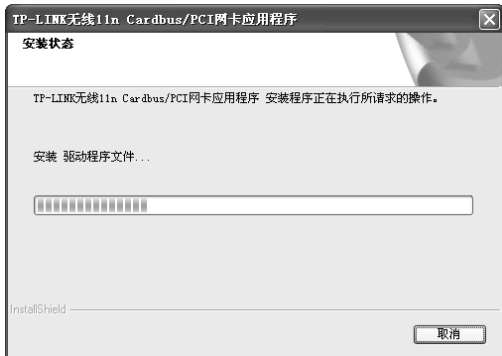 TP-LINK无线11n Cardbus/PCI网卡应用程序
安装状态
TP-LINK无线11n Cardbus/PCI网卡应用程序 安装程序正在执行所请求的操作。
安装 驱动程序文件...
InstallShield
取消